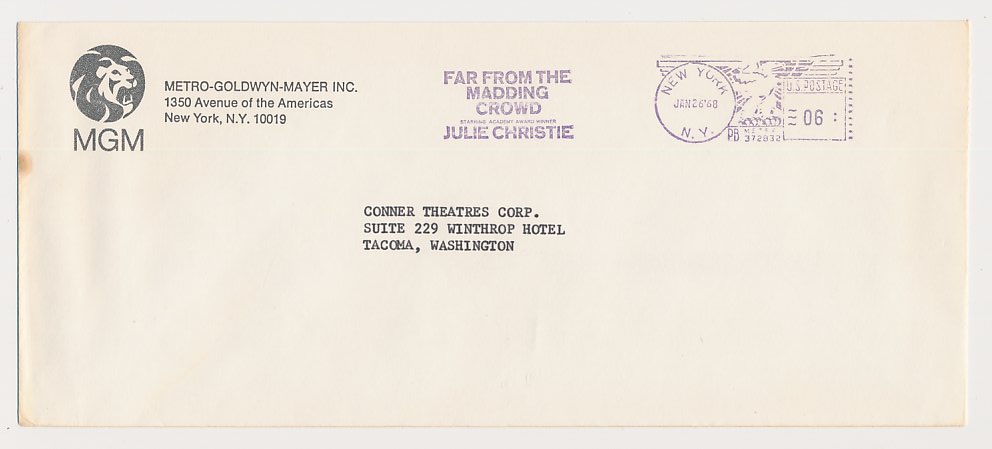 MGM
METRO-GOLDWYN-MAYER INC.
1350 Avenue of the Americas
New York, N.Y. 10019
FAR FROM THE
MADDING
CROWD
STARRING ACADEMY AWARD WINNER
JULIE CHRISTIE
NEW YORK
JAN 26 '68
N.Y.
U.S. POSTAGE
06
PB METER
372832
CONNER THEATRES CORP.
SUITE 229 WINTHROP HOTEL
TACOMA, WASHINGTON